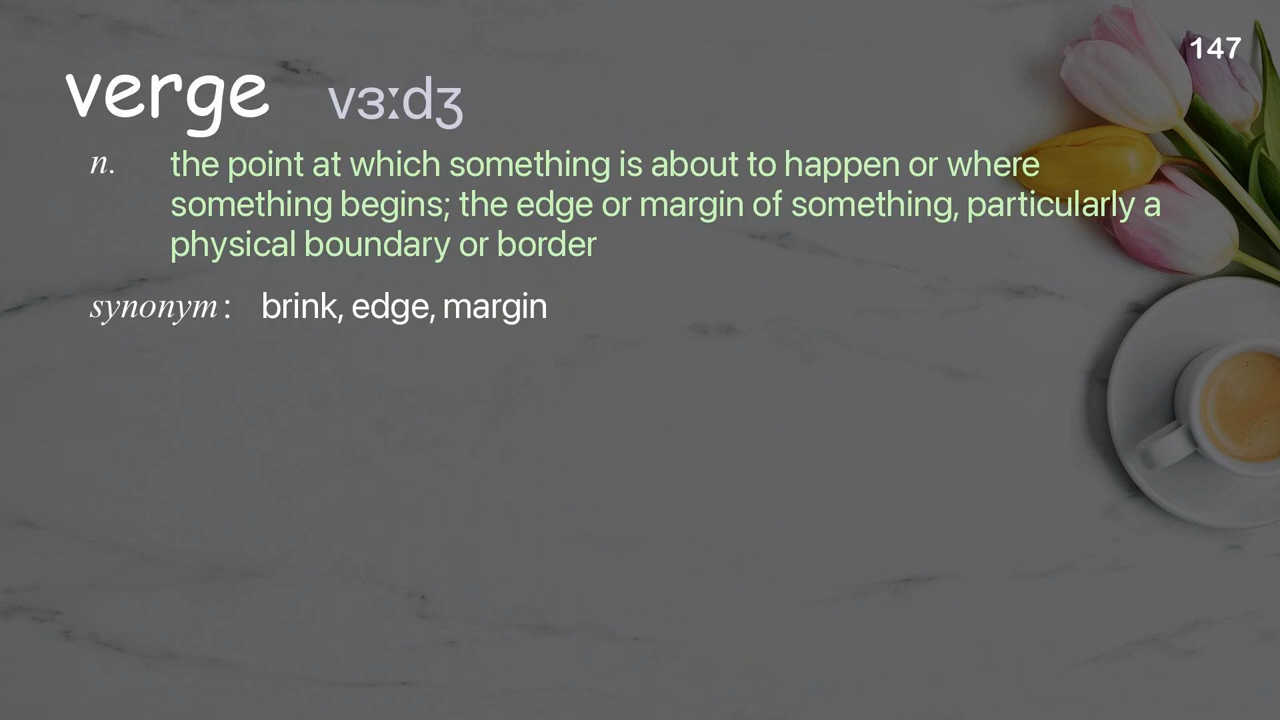 147
verge vɜːdʒ
n. the point at which something is about to happen or where
something begins; the edge or margin of something, particularly a
physical boundary or border
synonym: brink, edge, margin